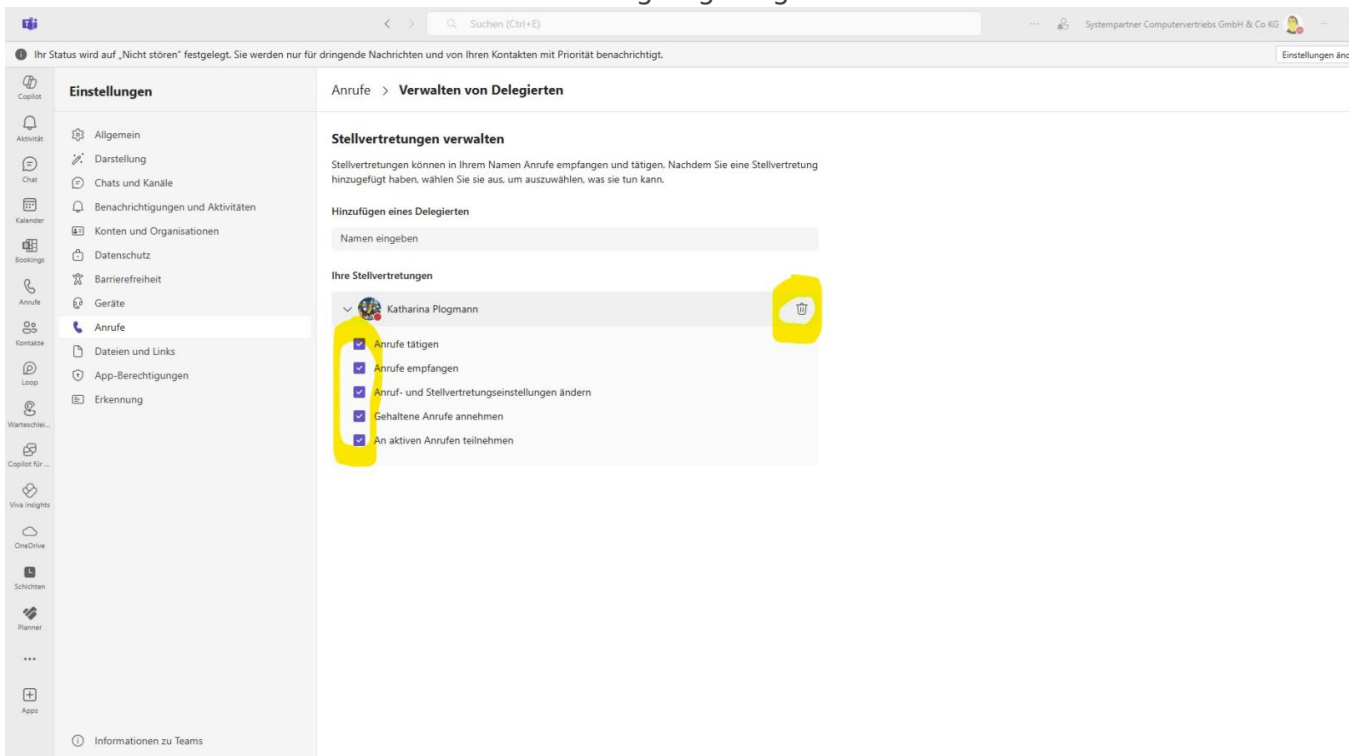 Suchen (Ctrl+E)
Systempartner Computervertriebs GmbH & Co KG
Ihr Status wird auf „Nicht stören“ festgelegt. Sie werden nur für dringende Nachrichten und von Ihren Kontakten mit Priorität benachrichtigt.
Einstellungen änd
Copilot
Aktivität
Chat
Kalender
Bookings
Anrufe
Kontakte
Loop
Warteschlei...
Copilot für ...
Viva Insights
OneDrive
Schichten
Planner
Apps
Einstellungen
Allgemein
Darstellung
Chats und Kanäle
Benachrichtigungen und Aktivitäten
Konten und Organisationen
Datenschutz
Barrierefreiheit
Geräte
Anrufe
Dateien und Links
App-Berechtigungen
Erkennung
Informationen zu Teams
Anrufe > Verwalten von Delegierten
Stellvertretungen verwalten
Stellvertretungen können in Ihrem Namen Anrufe empfangen und tätigen. Nachdem Sie eine Stellvertretung
hinzugefügt haben, wählen Sie sie aus, um auszuwählen, was sie tun kann.
Hinzufügen eines Delegierten
Namen eingeben
Ihre Stellvertretungen
Katharina Plogmann
Anrufe tätigen
Anrufe empfangen
Anruf- und Stellvertretungseinstellungen ändern
Gehaltene Anrufe annehmen
An aktiven Anrufen teilnehmen